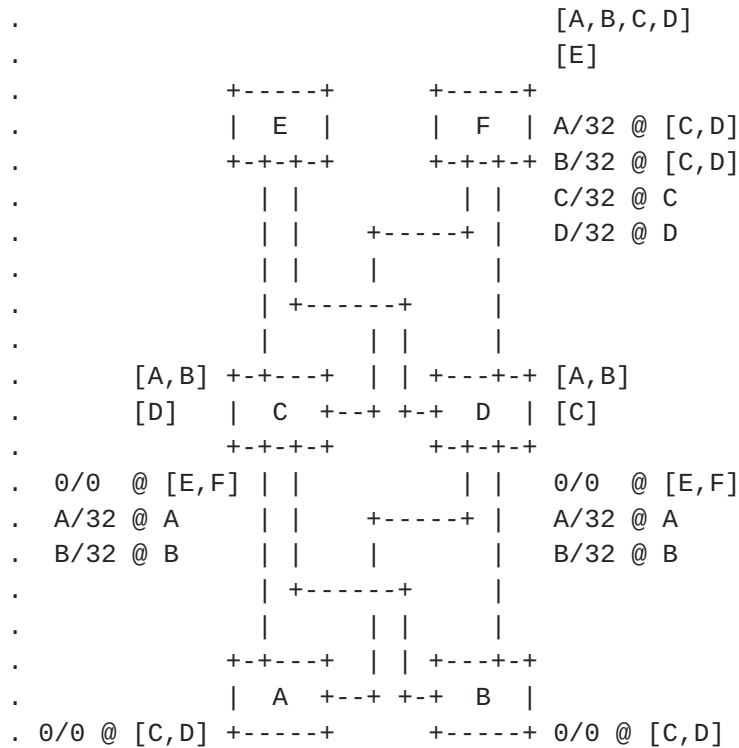 . [A,B,C,D]
. [E]
. +-----+ +-----+
. | E | | F | A/32 @ [C,D]
. +-+-+-+ +-+-+-+ B/32 @ [C,D]
. | | | | C/32 @ C
. | | +-----+ | D/32 @ D
. | | | |
. | +------+ |
. | | | |
. [A,B] +-+---+ | | +---+-+ [A,B]
. [D] | C +--+ +-+ D | [C]
. +-+-+-+ +-+-+-+
. 0/0 @ [E,F] | | | | 0/0 @ [E,F]
. A/32 @ A | | +-----+ | A/32 @ A
. B/32 @ B | | | | B/32 @ B
. | +------+ |
. | | | |
. +-+---+ | | +---+-+
. | A +--+ +-+ B |
. 0/0 @ [C,D] +-----+ +-----+ 0/0 @ [C,D]